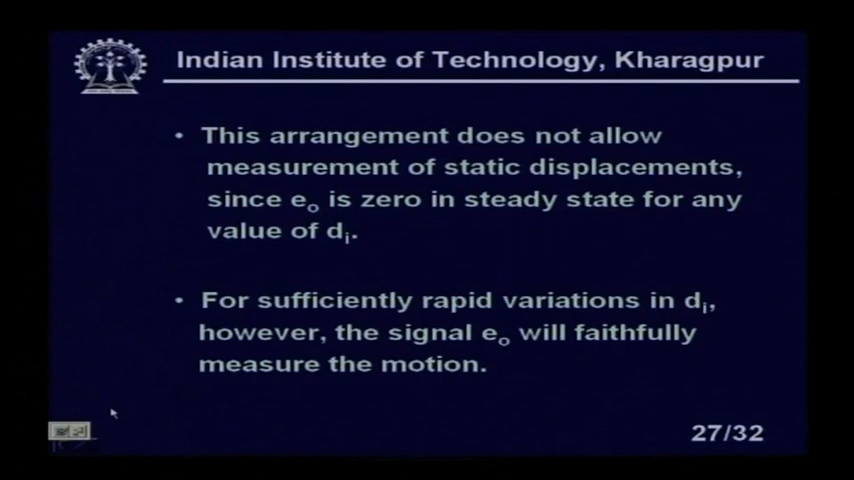 Indian Institute of Technology, Kharagpur
• This arrangement does not allow
measurement of static displacements,
since eₒ is zero in steady state for any
value of dᵢ.
• For sufficiently rapid variations in dᵢ,
however, the signal eₒ will faithfully
measure the motion.
27/32